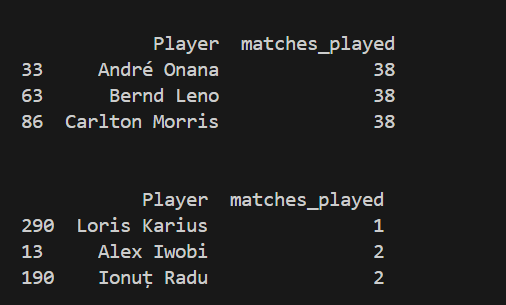 Player matches_played
33 André Onana 38
63 Bernd Leno 38
86 Carlton Morris 38
Player matches_played
290 Loris Karius 1
13 Alex Iwobi 2
190 Ionuț Radu 2